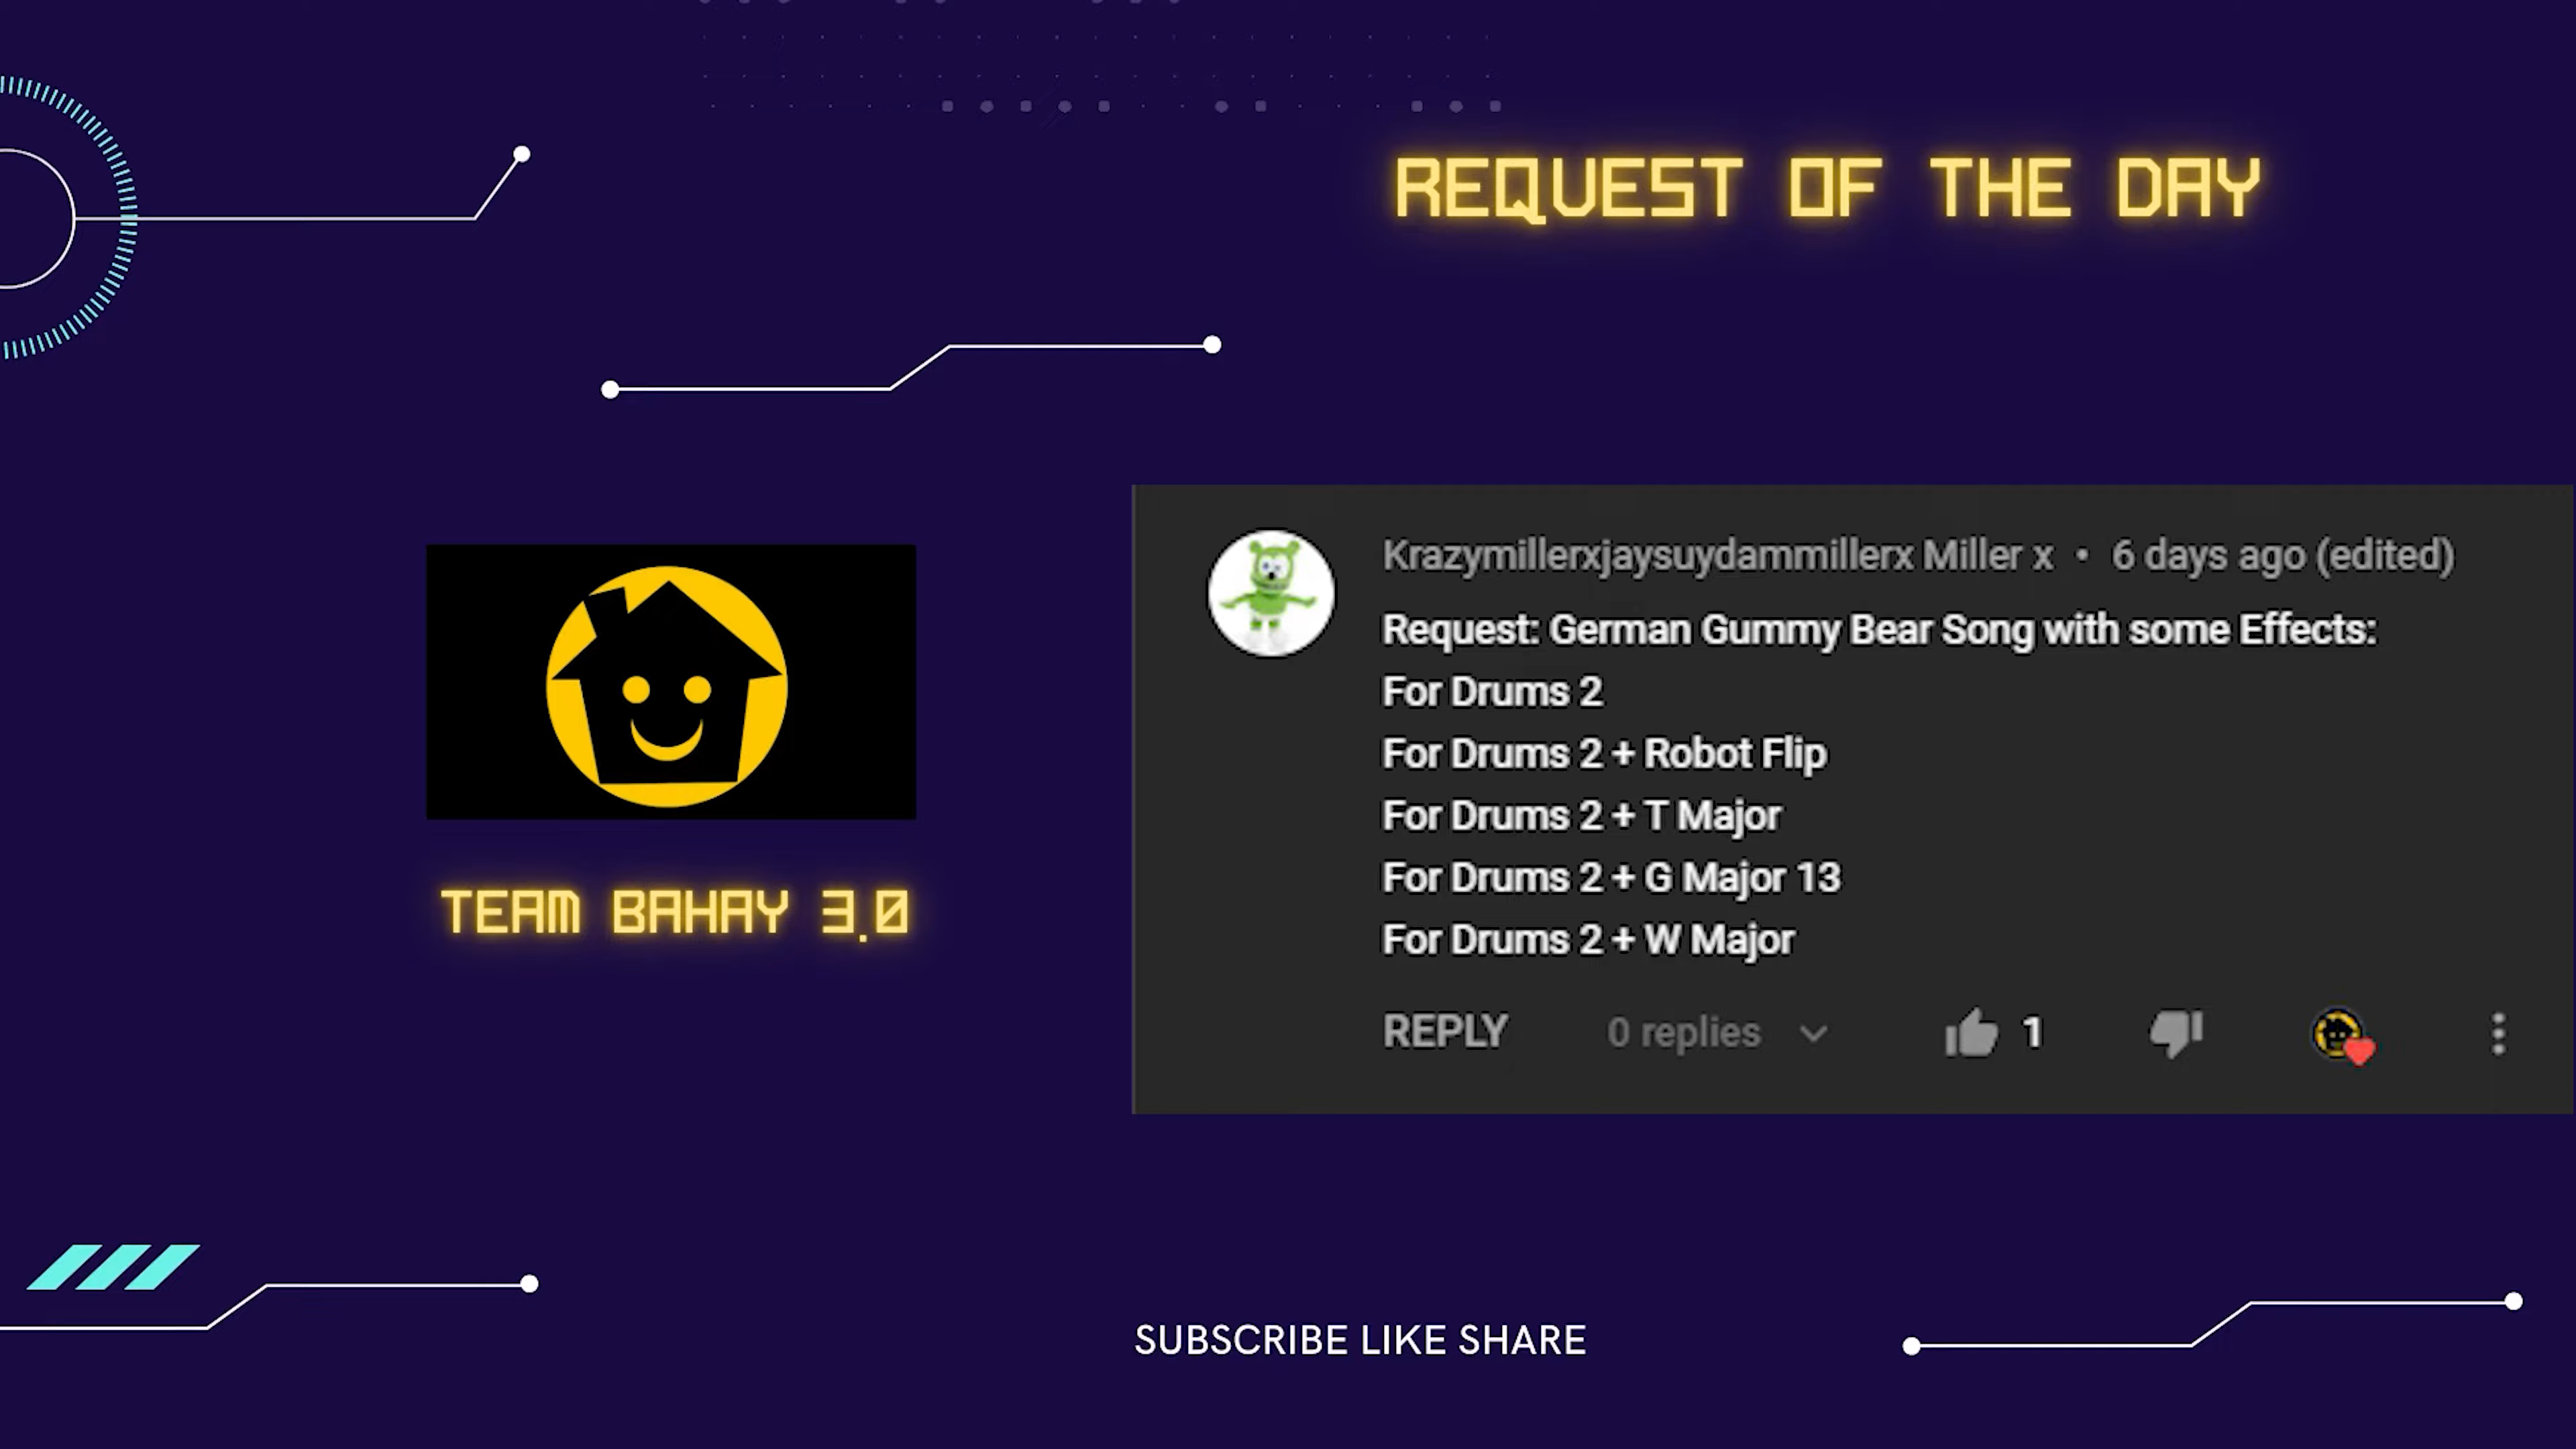 REQUEST OF THE DAY
TEAM BAHAY 3.0
Krazymillerxjaysuydammillerx Miller x • 6 days ago (edited)
Request: German Gummy Bear Song with some Effects:
For Drums 2
For Drums 2 + Robot Flip
For Drums 2 + T Major
For Drums 2 + G Major 13
For Drums 2 + W Major
REPLY 0 replies 1
SUBSCRIBE LIKE SHARE